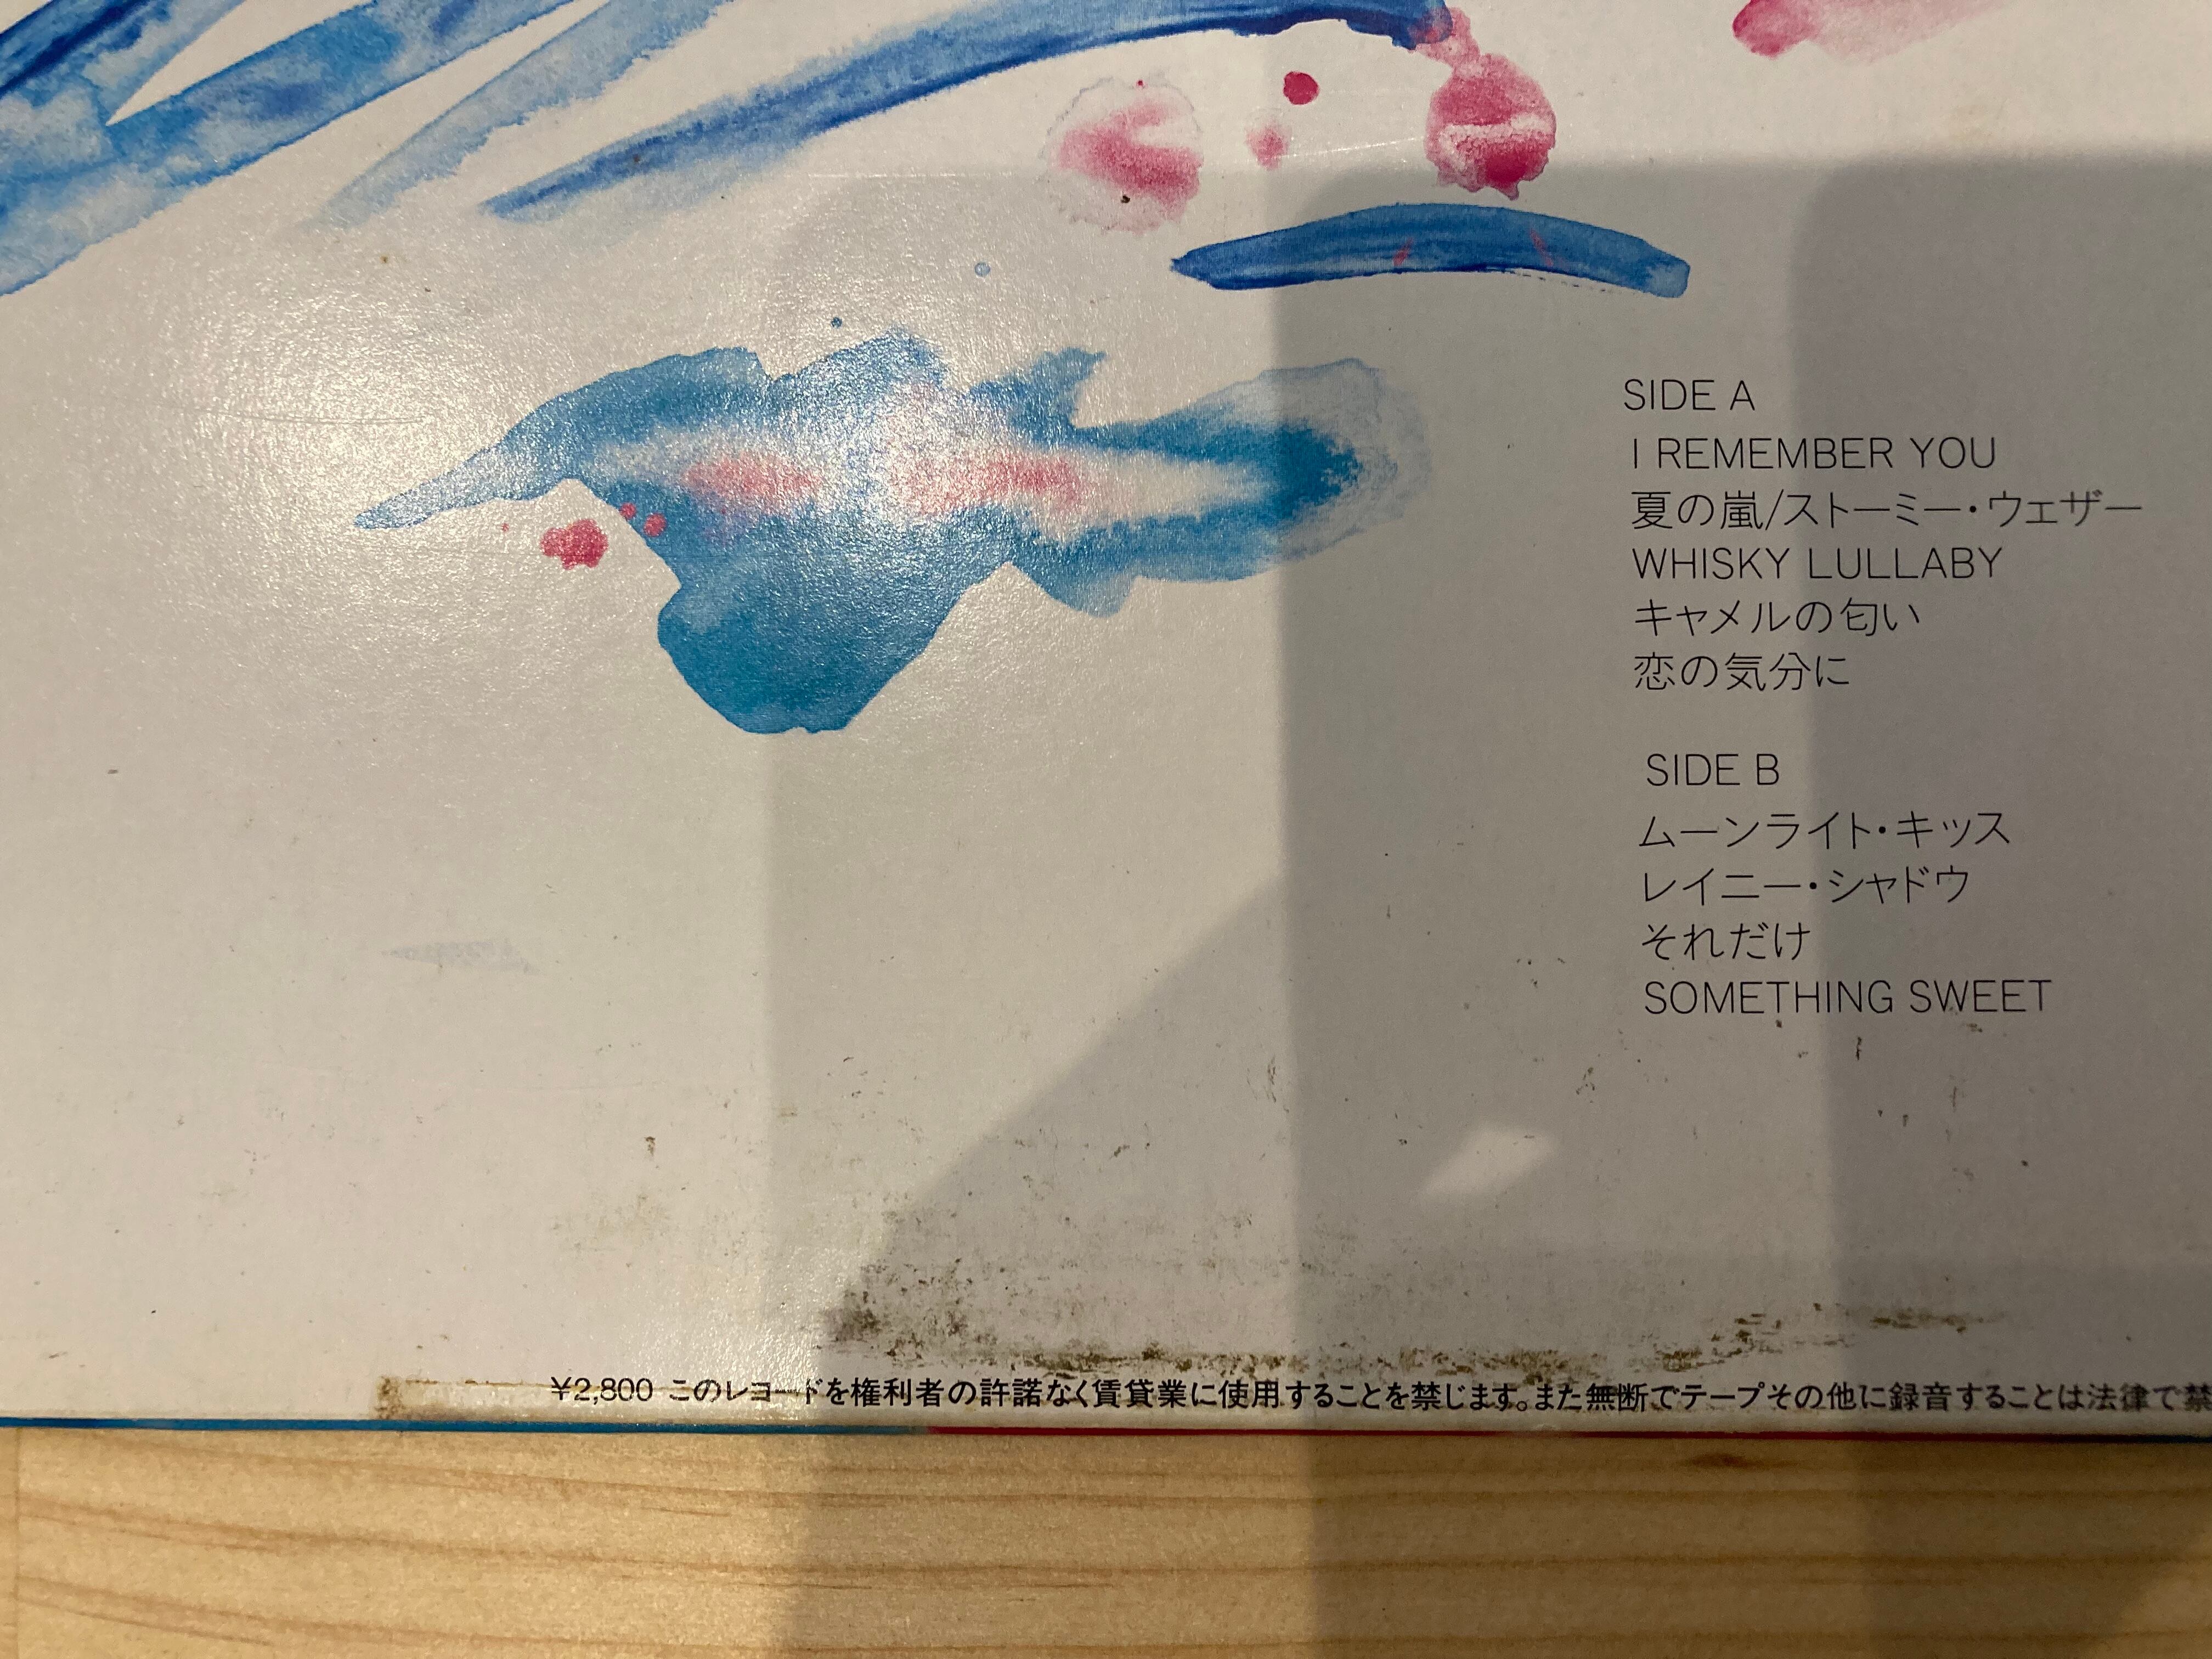 SIDE A
I REMEMBER YOU
夏の嵐/ストーミー・ウェザー
WHISKY LULLABY
キャメルの匂い
恋の気分に
SIDE B
ムーンライト・キッス
レイニー・シャドウ
それだけ
SOMETHING SWEET
¥2,800 このレコードを権利者の許諾なく賃貸業に使用することを禁じます。また無断でテープその他に録音することは法律で禁